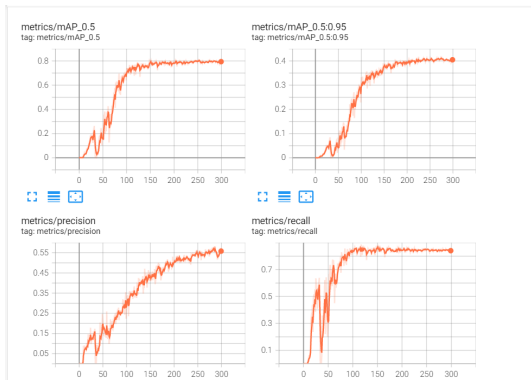 metrics/mAP_0.5
tag: metrics/mAP_0.5
0.8
0.6
0.4
0.2
0
0 50 100 150 200 250 300
metrics/mAP_0.5:0.95
tag: metrics/mAP_0.5:0.95
0.4
0.3
0.2
0.1
0
0 50 100 150 200 250 300
metrics/precision
tag: metrics/precision
0.55
0.45
0.35
0.25
0.15
0.05
0 50 100 150 200 250 300
metrics/recall
tag: metrics/recall
0.7
0.5
0.3
0.1
0 50 100 150 200 250 300